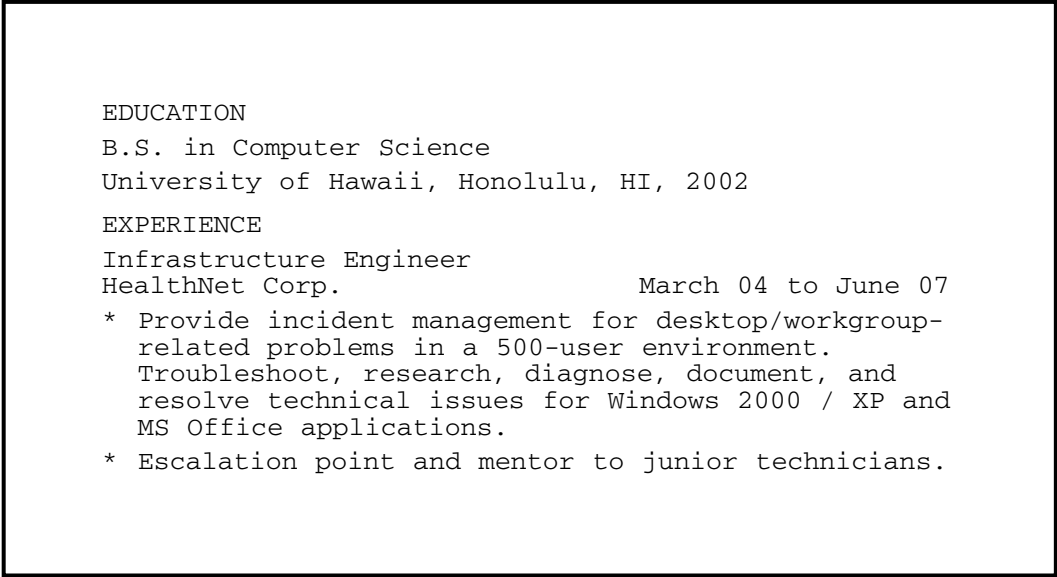 EDUCATION
B.S. in Computer Science
University of Hawaii, Honolulu, HI, 2002
EXPERIENCE
Infrastructure Engineer
HealthNet Corp. March 04 to June 07
* Provide incident management for desktop/workgroup-
related problems in a 500-user environment.
Troubleshoot, research, diagnose, document, and
resolve technical issues for Windows 2000 / XP and
MS Office applications.
* Escalation point and mentor to junior technicians.